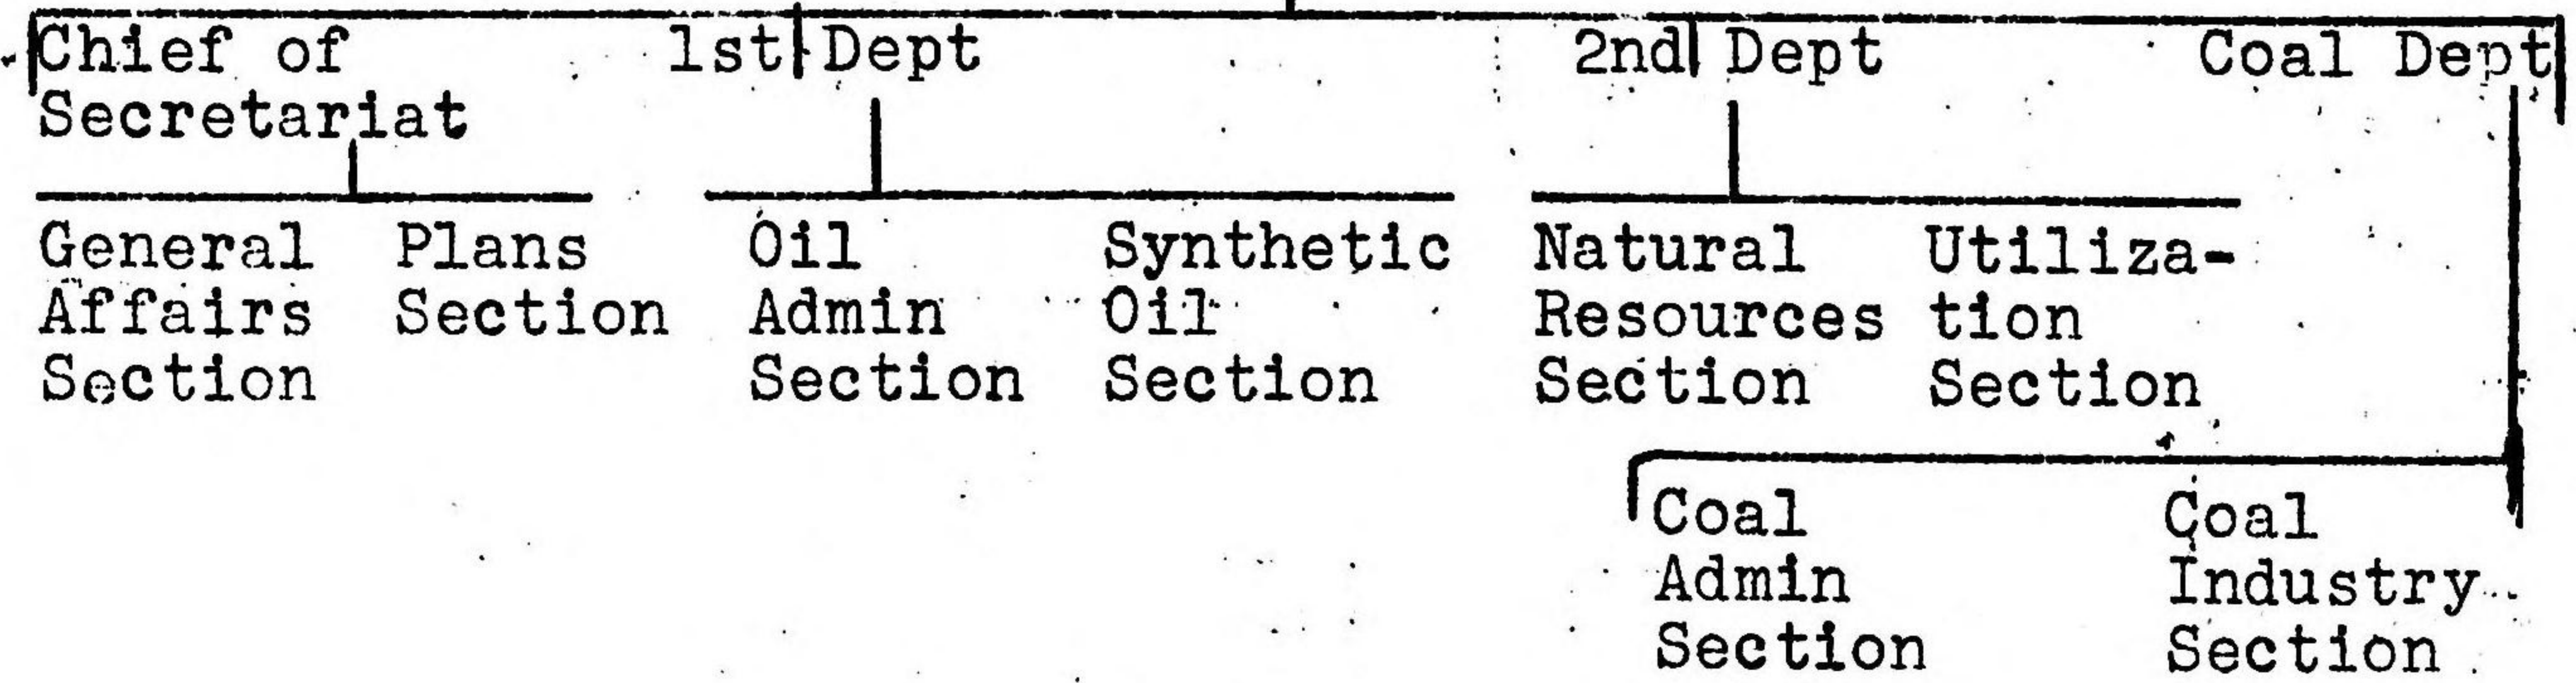 Chief of Secretariat
1st Dept
2nd Dept
Coal Dept
General Affairs Section
Plans Section
Oil Admin Section
Synthetic Oil Section
Natural Resources Section
Utiliza-
tion
Section
Coal Admin Section
Coal Industry Section